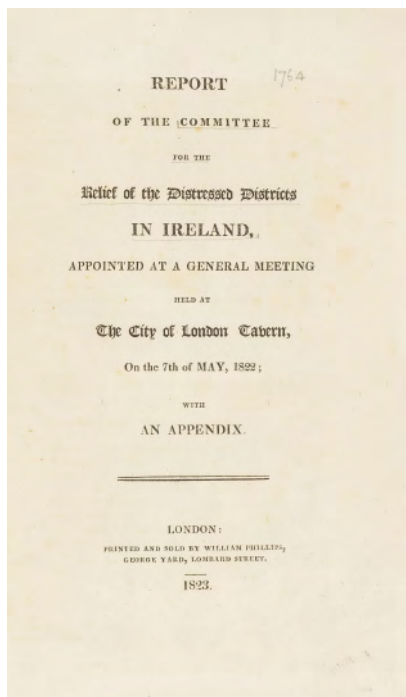 1764
REPORT
OF THE COMMITTEE
FOR THE
Relief of the Distressed Districts
IN IRELAND,
APPOINTED AT A GENERAL MEETING
HELD AT
The City of London Tavern,
On the 7th of MAY, 1822;
WITH
AN APPENDIX.
LONDON:
PRINTED AND SOLD BY WILLIAM PHILLIPS,
GEORGE YARD, LOMBARD STREET.
1823.